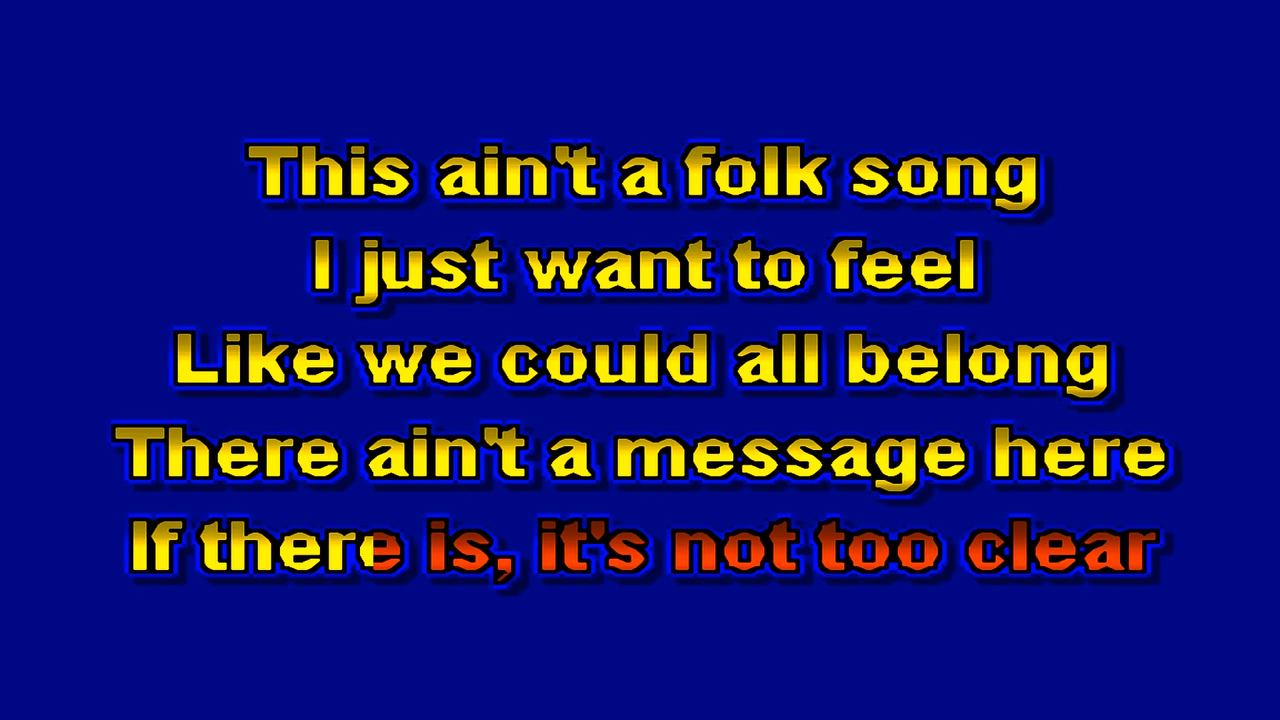 This ain't a folk song
I just want to feel
Like we could all belong
There ain't a message here
If there is, it's not too clear